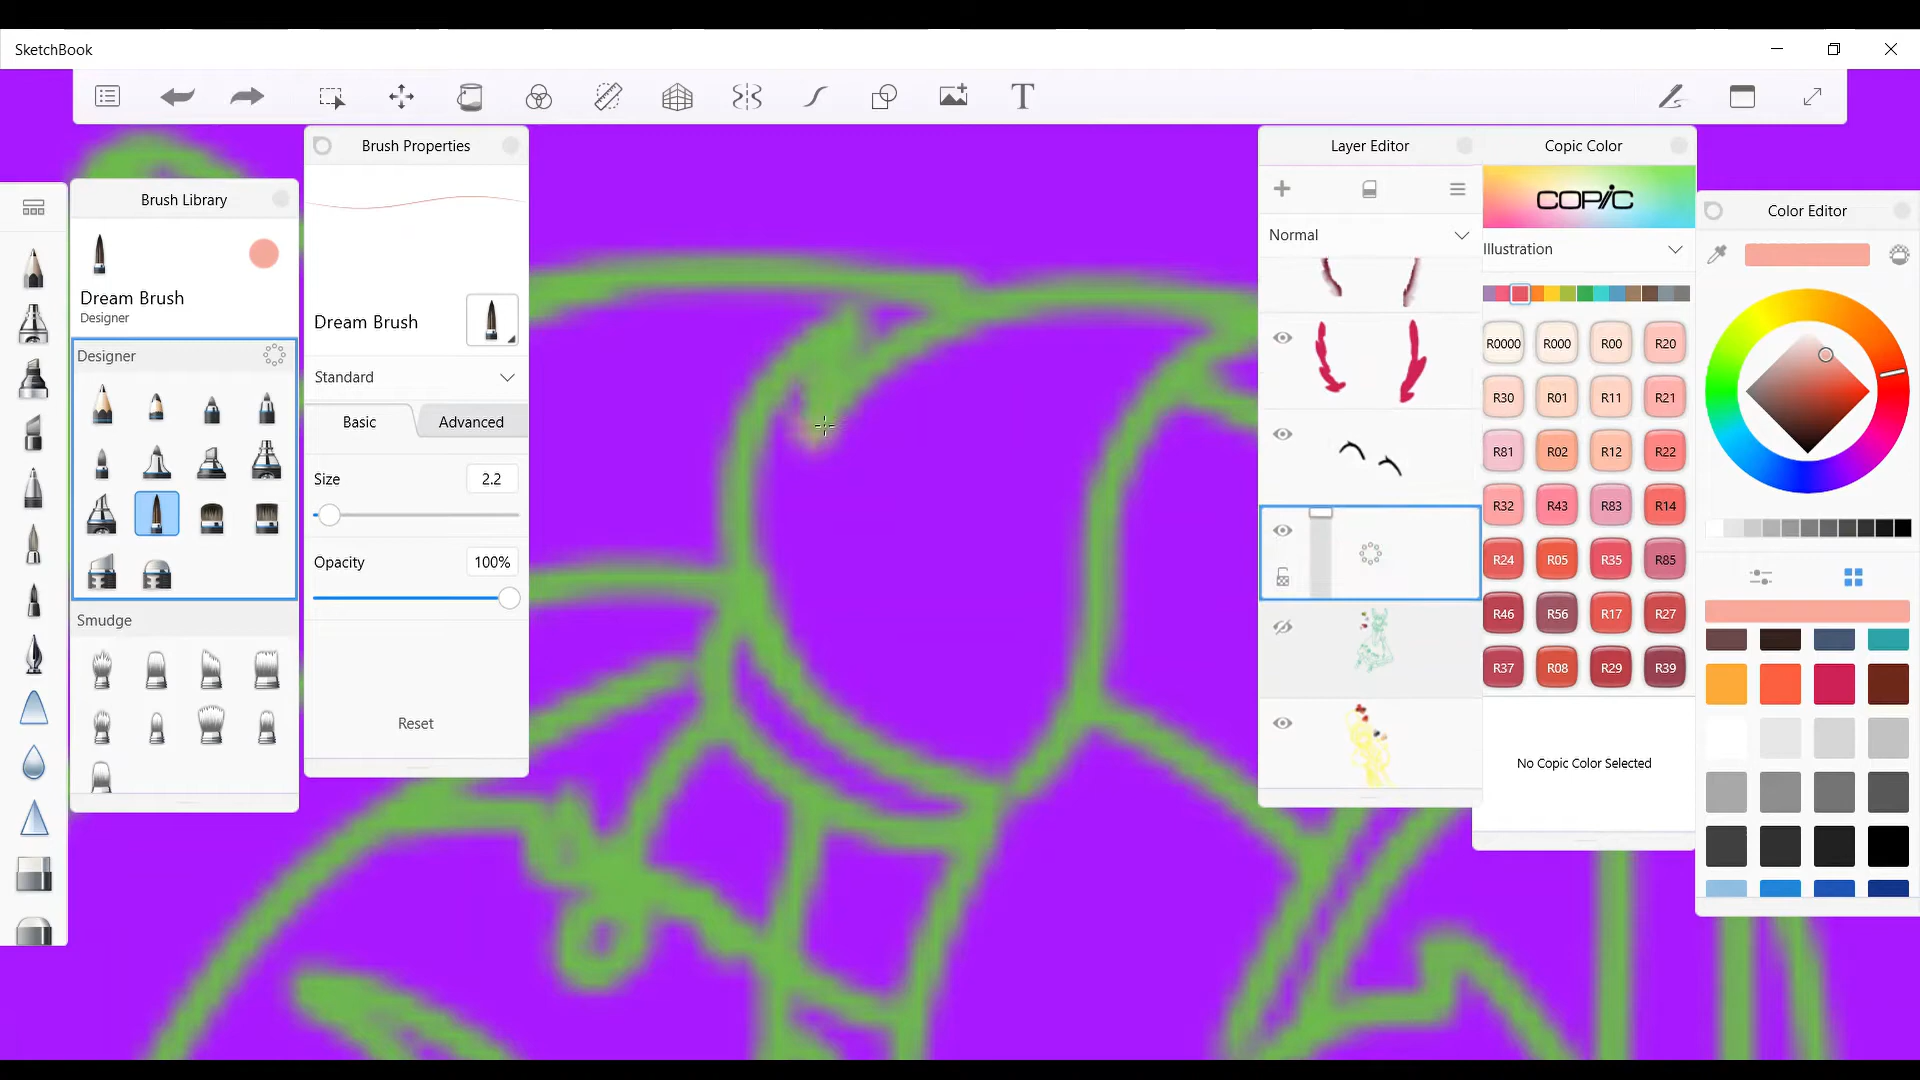 SketchBook
T
Brush Library
Dream Brush
Designer
Designer
Smudge
Brush Properties
Dream Brush
Standard
Basic
Advanced
Size
2.2
Opacity
100%
Reset
Layer Editor
Normal
Copic Color
COPIC
Illustration
R0000 R000 R00 R20
R30 R01 R11 R21
R81 R02 R12 R22
R32 R43 R83 R14
R24 R05 R35 R85
R46 R56 R17 R27
R37 R08 R29 R39
No Copic Color Selected
Color Editor